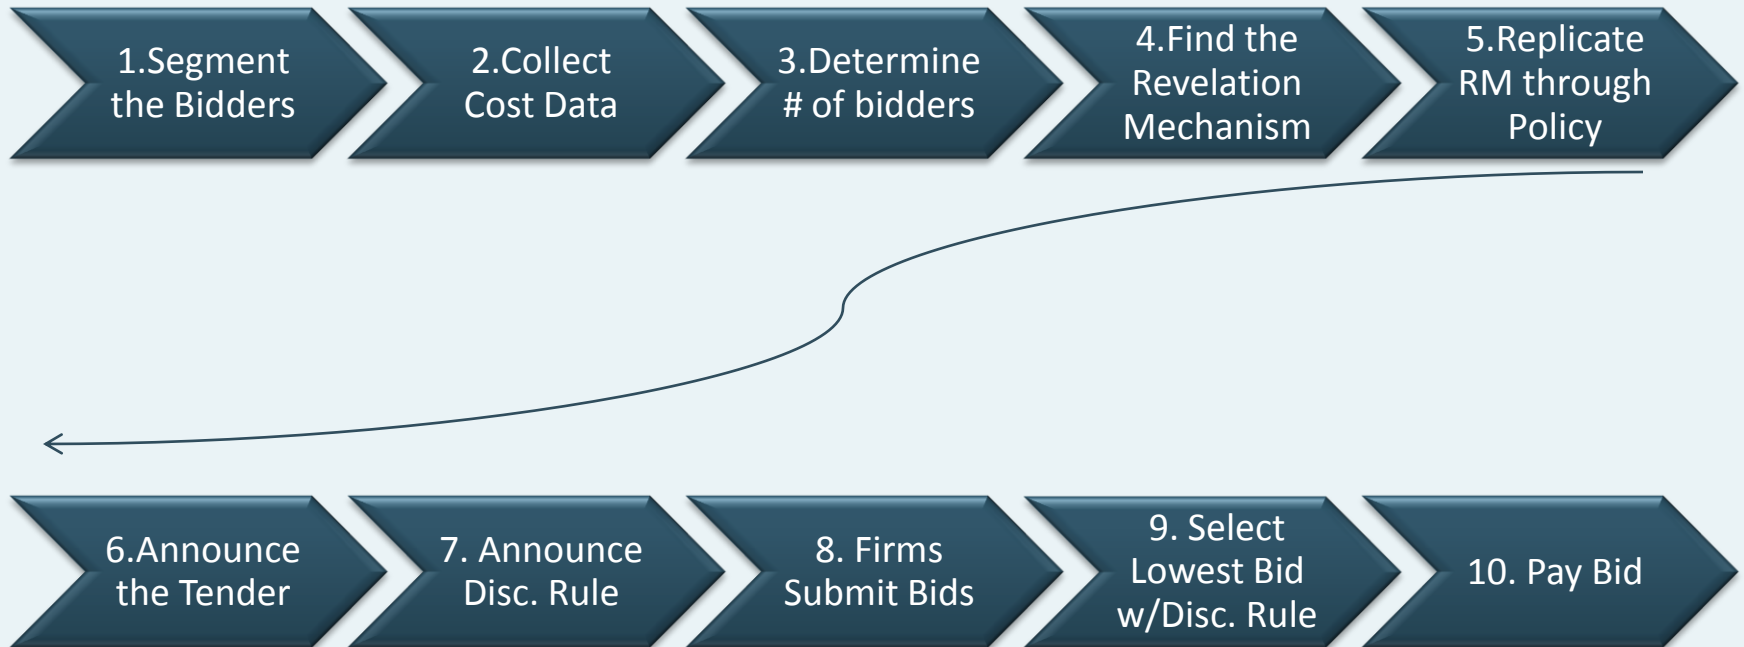 1.Segment
the Bidders
2.Collect
Cost Data
3.Determine
# of bidders
4.Find the
Revelation
Mechanism
5.Replicate
RM through
Policy
6.Announce
the Tender
7. Announce
Disc. Rule
8. Firms
Submit Bids
9. Select
Lowest Bid
w/Disc. Rule
10. Pay Bid